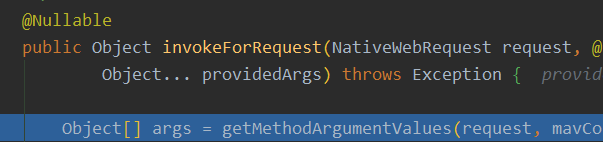 @Nullable
public Object invokeForRequest(NativeWebRequest request, @
Object... providedArgs) throws Exception { provid
Object[] args = getMethodArgumentValues(request, mavCo